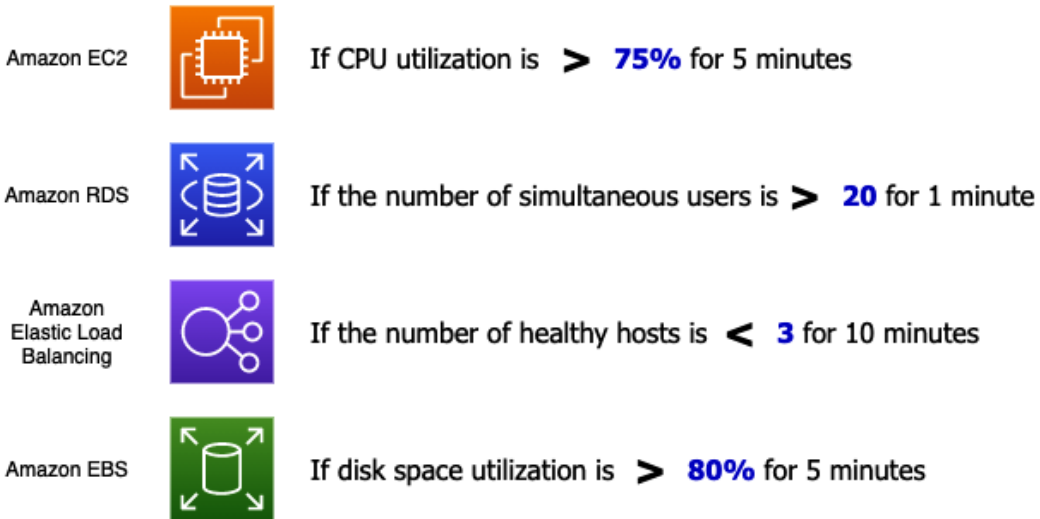 Amazon EC2
If CPU utilization is > 75% for 5 minutes
Amazon RDS
If the number of simultaneous users is > 20 for 1 minute
Amazon
Elastic Load
Balancing
If the number of healthy hosts is < 3 for 10 minutes
Amazon EBS
If disk space utilization is > 80% for 5 minutes